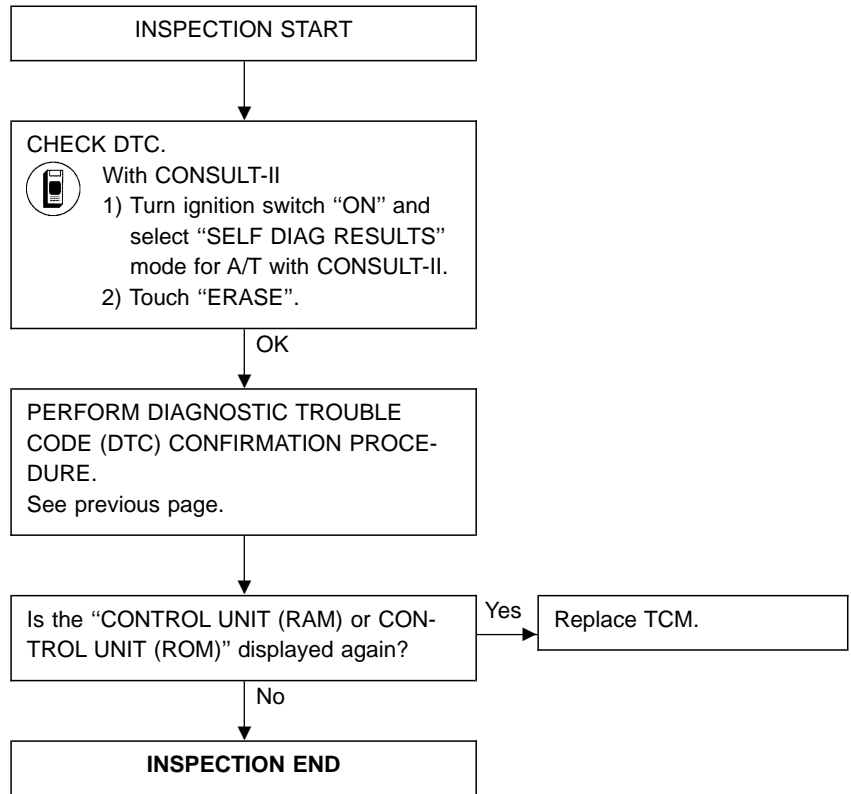 INSPECTION START
CHECK DTC.
With CONSULT-II
1) Turn ignition switch “ON” and
select “SELF DIAG RESULTS”
mode for A/T with CONSULT-II.
2) Touch “ERASE”.
OK
PERFORM DIAGNOSTIC TROUBLE
CODE (DTC) CONFIRMATION PROCE-
DURE.
See previous page.
Is the “CONTROL UNIT (RAM) or CON-
TROL UNIT (ROM)” displayed again?
Yes
Replace TCM.
No
INSPECTION END